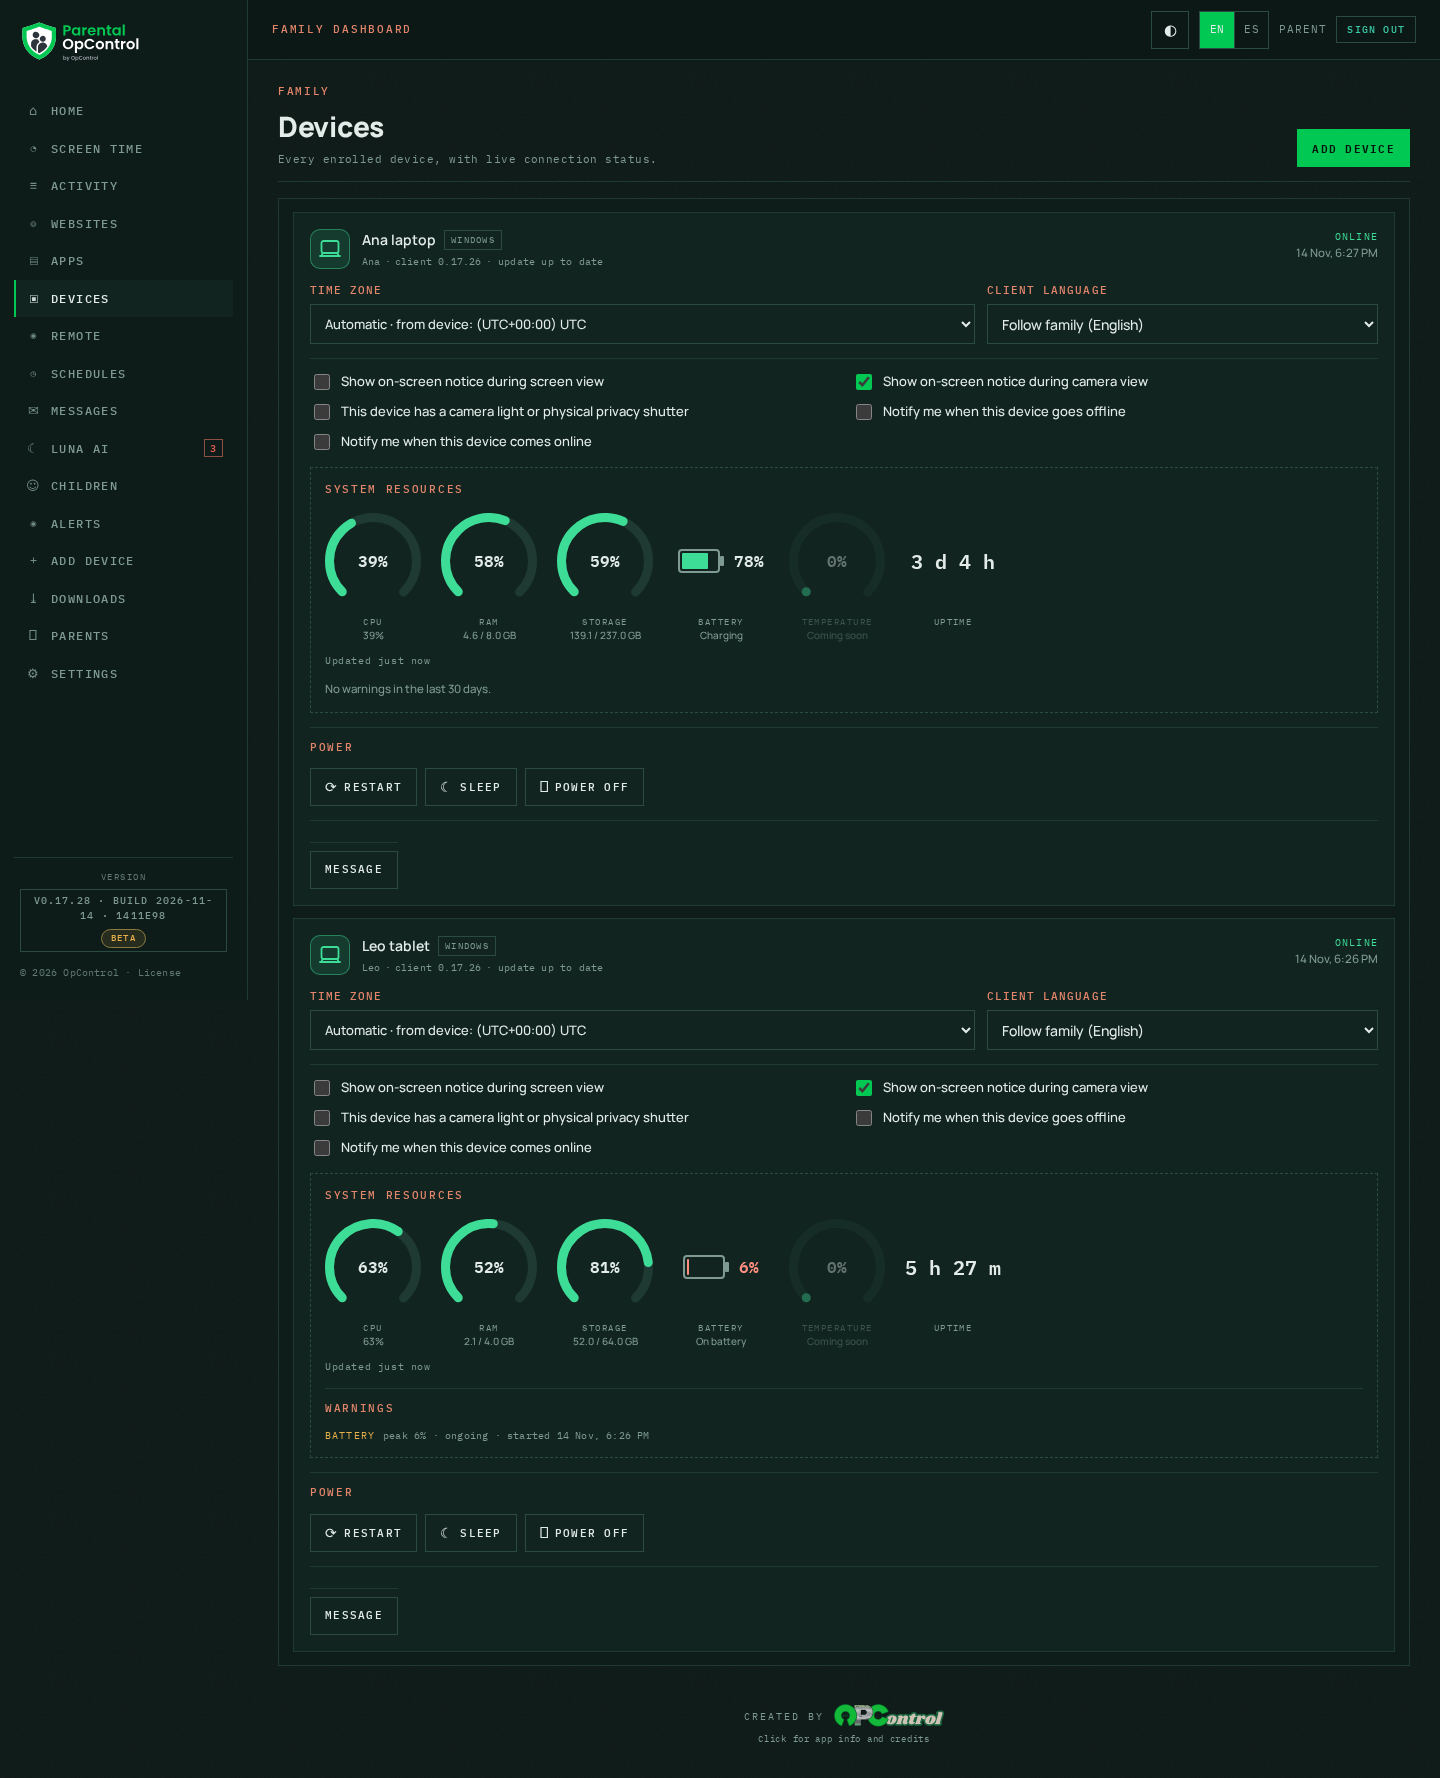 Parental
OpControl
by OpControl
FAMILY DASHBOARD
EN ES PARENT SIGN OUT
HOME
SCREEN TIME
ACTIVITY
WEBSITES
APPS
DEVICES
REMOTE
SCHEDULES
MESSAGES
LUNA AI 3
CHILDREN
ALERTS
+ ADD DEVICE
DOWNLOADS
PARENTS
SETTINGS
VERSION
V0.17.28 · BUILD 2026-11-
14 · 1411E98
BETA
© 2026 OpControl · License
FAMILY
Devices
Every enrolled device, with live connection status.
ADD DEVICE
Ana laptop WINDOWS
Ana · client 0.17.26 · update up to date
ONLINE
14 Nov, 6:27 PM
TIME ZONE
Automatic · from device: (UTC+00:00) UTC
CLIENT LANGUAGE
Follow family (English)
Show on-screen notice during screen view
Show on-screen notice during camera view
This device has a camera light or physical privacy shutter
Notify me when this device goes offline
Notify me when this device comes online
SYSTEM RESOURCES
39% 58% 59% 78% 0% 3 d 4 h
CPU RAM STORAGE BATTERY TEMPERATURE UPTIME
39% 4.6 / 8.0 GB 139.1 / 237.0 GB Charging Coming soon
Updated just now
No warnings in the last 30 days.
POWER
RESTART SLEEP POWER OFF
MESSAGE
Leo tablet WINDOWS
Leo · client 0.17.26 · update up to date
ONLINE
14 Nov, 6:26 PM
TIME ZONE
Automatic · from device: (UTC+00:00) UTC
CLIENT LANGUAGE
Follow family (English)
Show on-screen notice during screen view
Show on-screen notice during camera view
This device has a camera light or physical privacy shutter
Notify me when this device goes offline
Notify me when this device comes online
SYSTEM RESOURCES
63% 52% 81% 6% 0% 5 h 27 m
CPU RAM STORAGE BATTERY TEMPERATURE UPTIME
63% 2.1 / 4.0 GB 52.0 / 64.0 GB On battery Coming soon
Updated just now
WARNINGS
BATTERY peak 6% · ongoing · started 14 Nov, 6:26 PM
POWER
RESTART SLEEP POWER OFF
MESSAGE
CREATED BY OPControl
Click for app info and credits